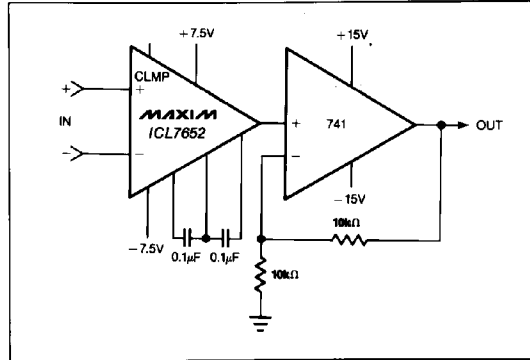 +7.5V
+15V
CLMP
+
+
MAXIM
ICL7652
IN
−
−
+
741
−
OUT
−15V
−7.5V
0.1μF
0.1μF
10kΩ
10kΩ